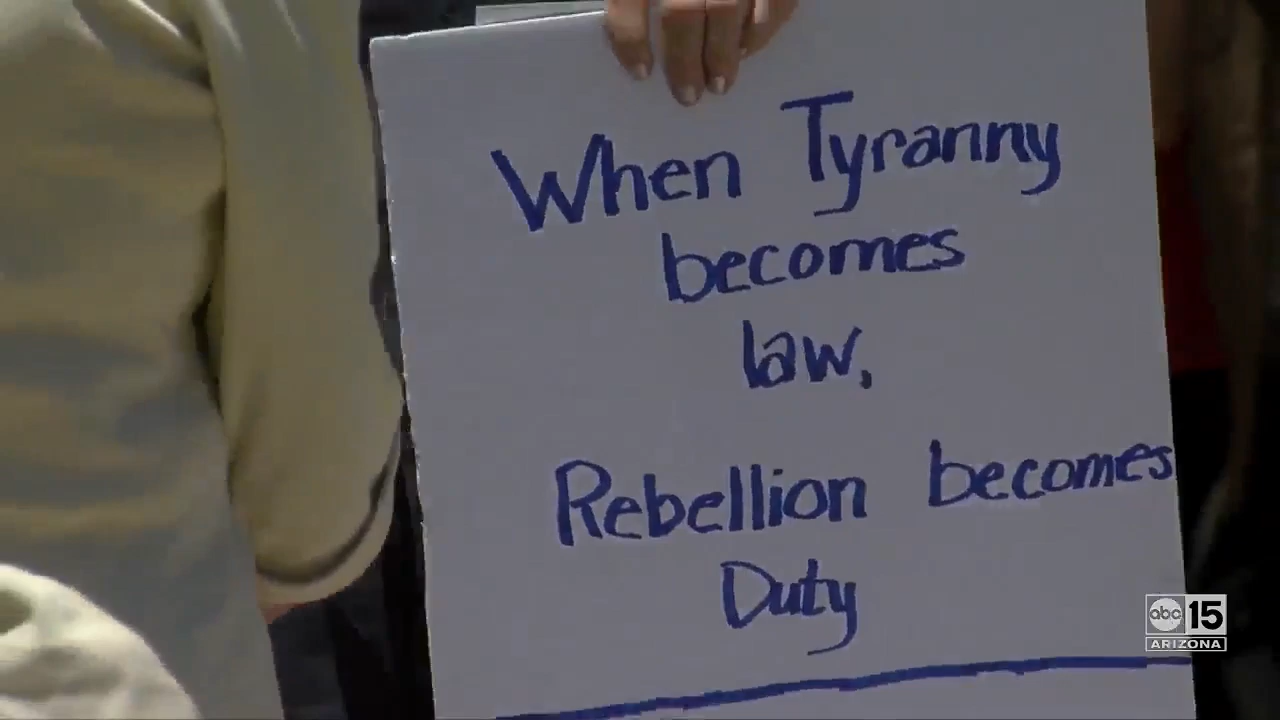 When Tyranny
becomes
law,
Rebellion becomes
Duty
abc 15
ARIZONA